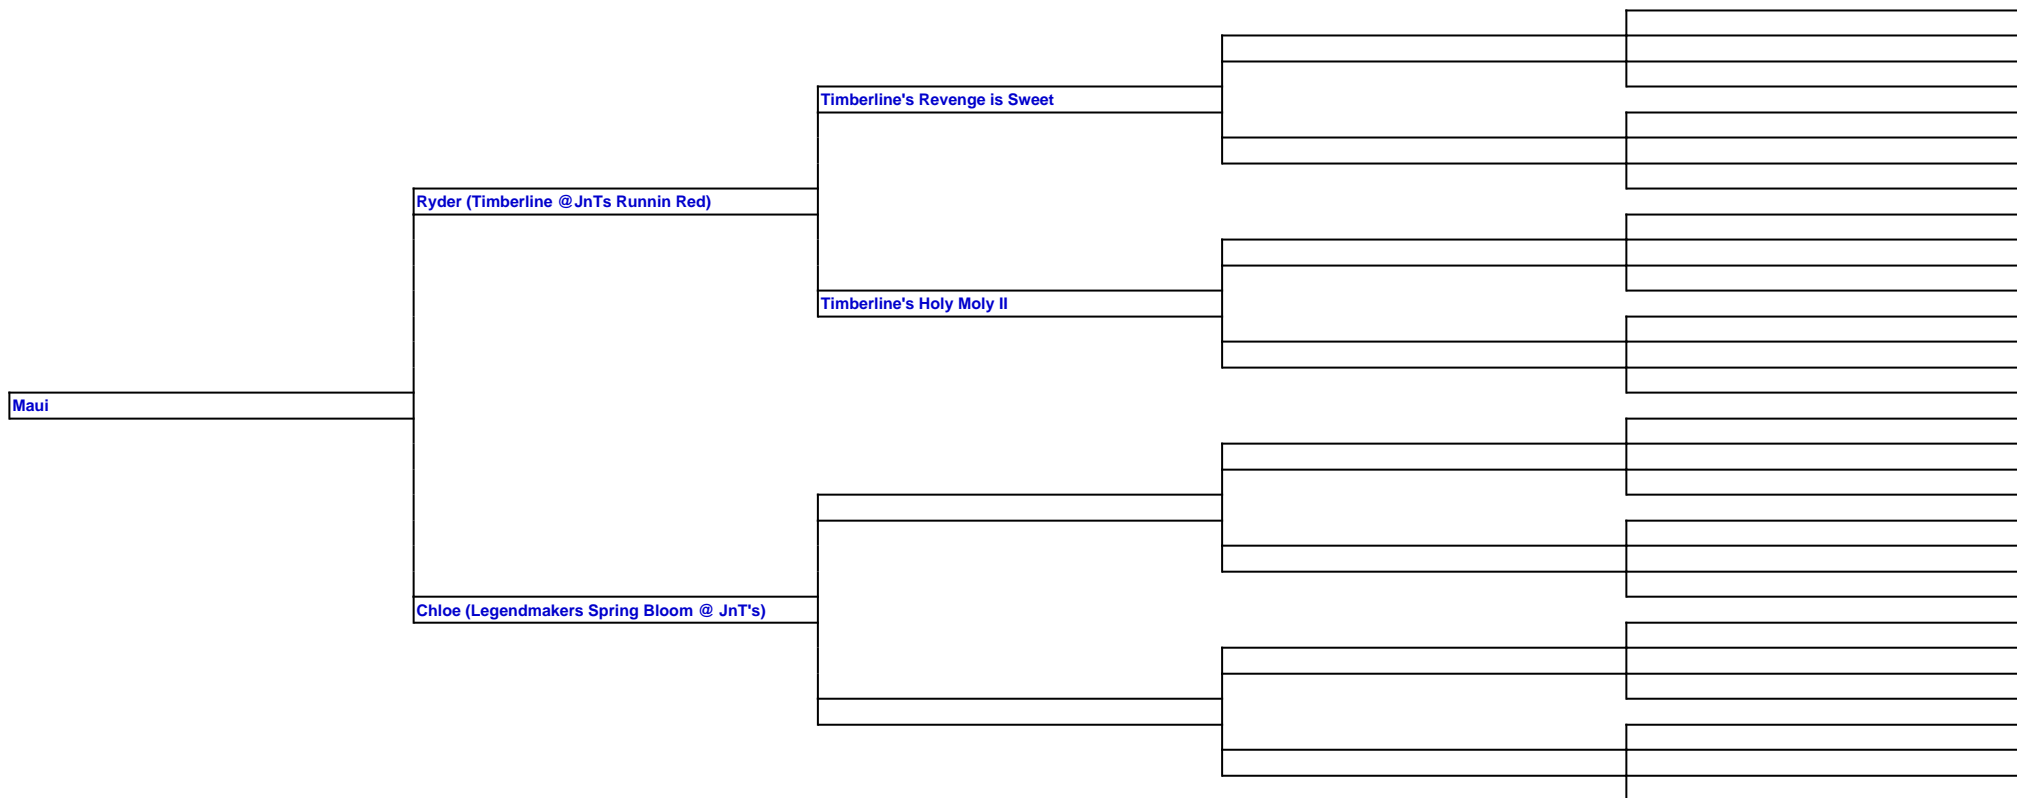 Timberline's Revenge is Sweet
Ryder (Timberline @JnTs Runnin Red)
Timberline's Holy Moly II
Maui
Chloe (Legendmakers Spring Bloom @ JnT's)